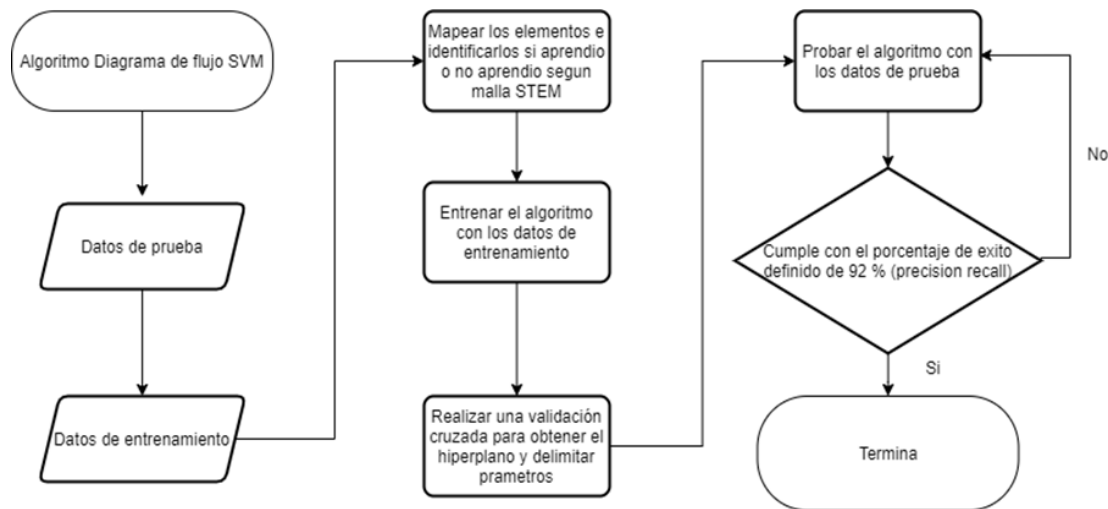 Algoritmo Diagrama de flujo SVM
Datos de prueba
Datos de entrenamiento
Mapear los elementos e
identificarlos si aprendio
o no aprendio segun
malla STEM
Entrenar el algoritmo
con los datos de
entrenamiento
Realizar una validación
cruzada para obtener el
hiperplano y delimitar
prametros
Probar el algoritmo con
los datos de prueba
No
Cumple con el porcentaje de exito
definido de 92 % (precision recall)
Si
Termina